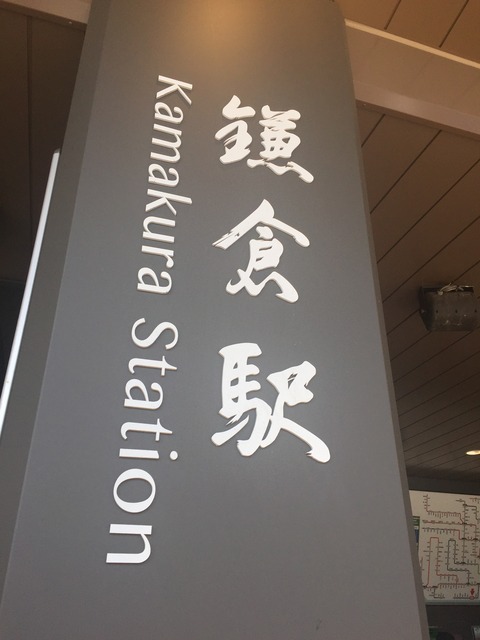 鎌倉駅
Kamakura Station